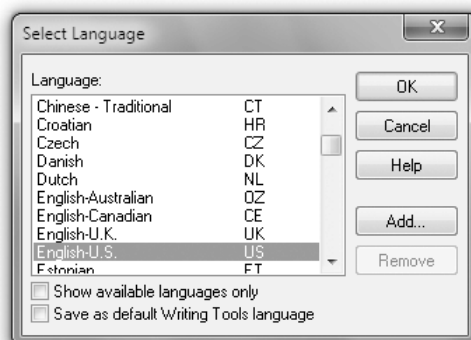 Select Language
x
Language:
Chinese - Traditional CT
Croatian HR
Czech CZ
Danish DK
Dutch NL
English-Australian OZ
English-Canadian CE
English-U.K. UK
English-U.S. US
Estonian ET
Show available languages only
Save as default Writing Tools language
OK
Cancel
Help
Add...
Remove